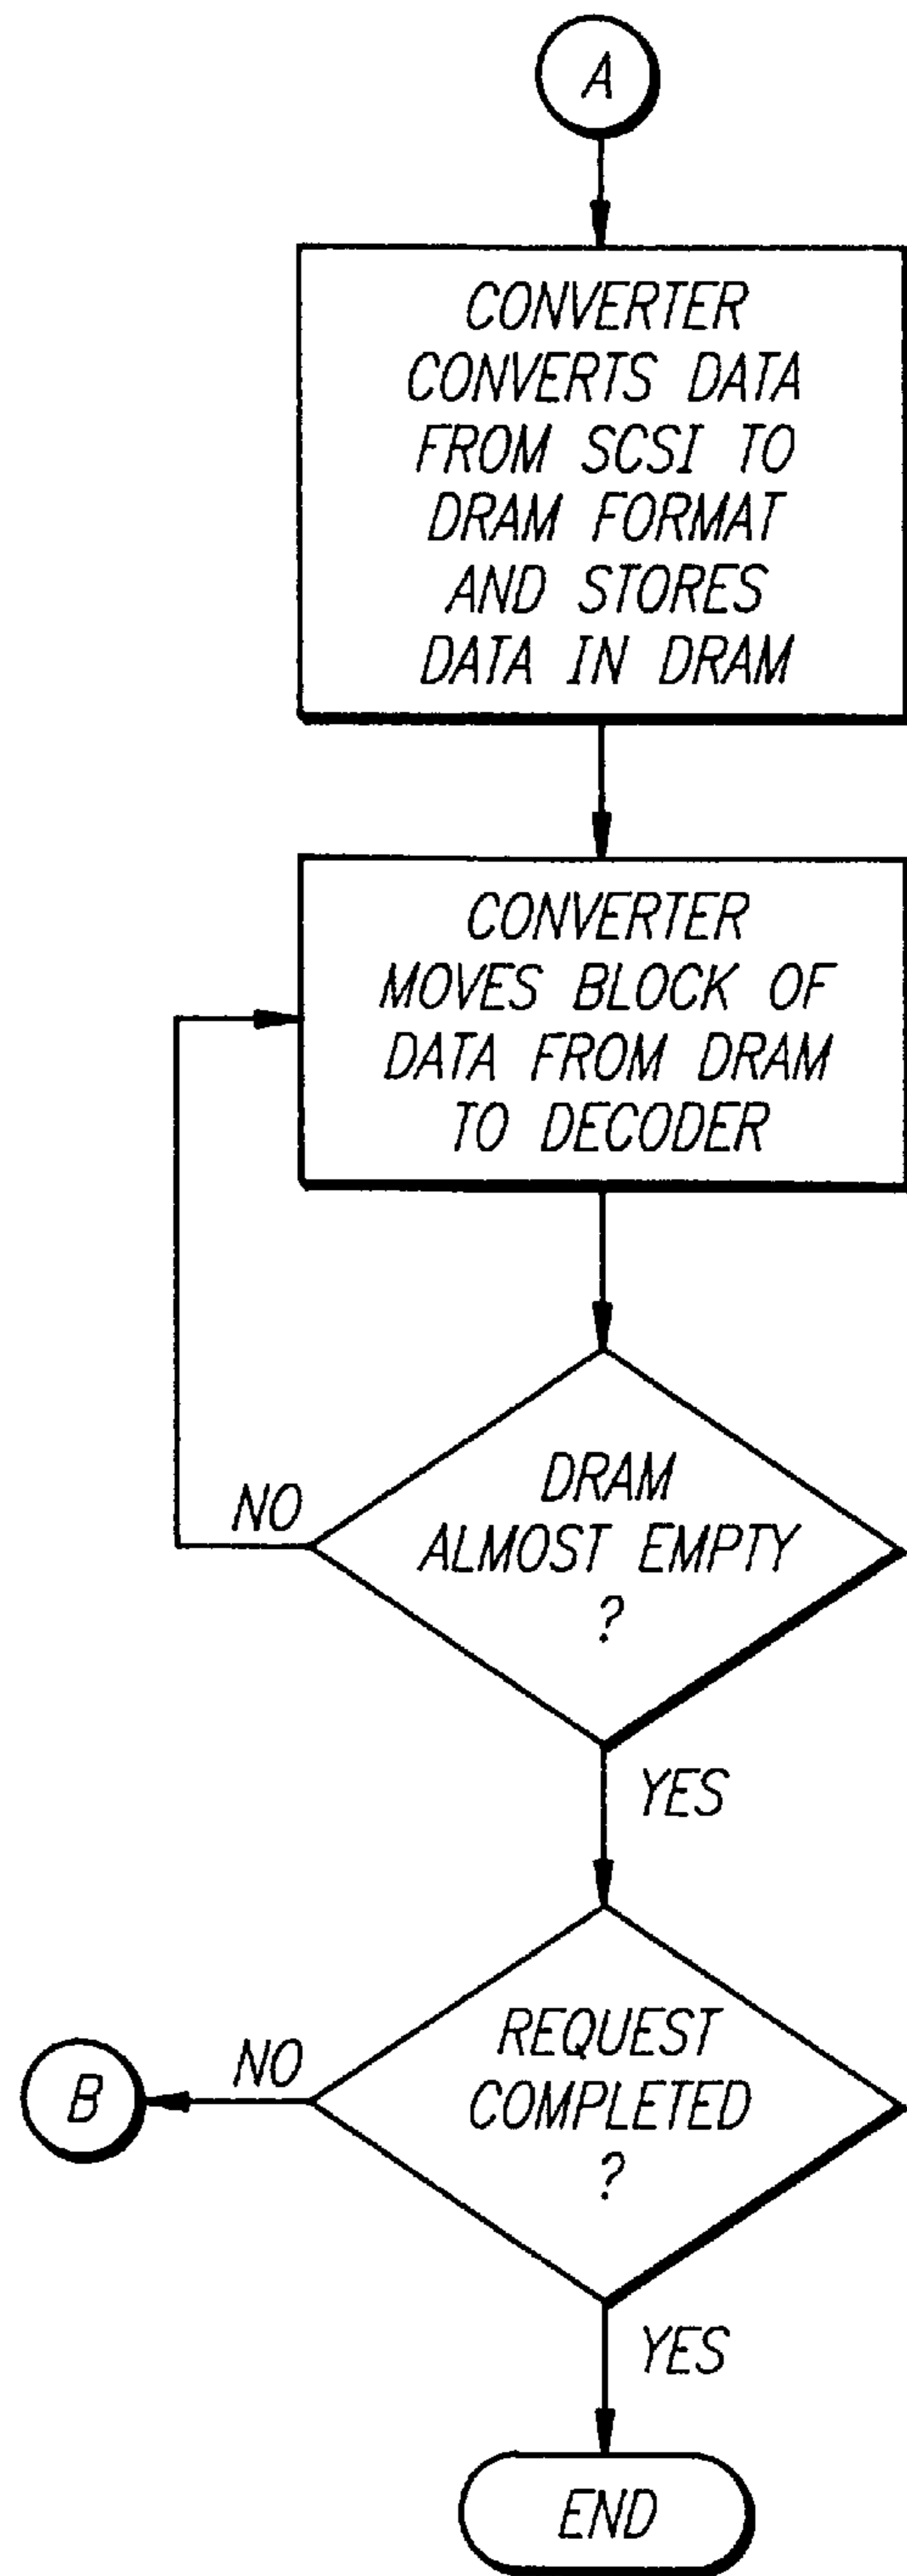 A
CONVERTER
CONVERTS DATA
FROM SCSI TO
DRAM FORMAT
AND STORES
DATA IN DRAM
CONVERTER
MOVES BLOCK OF
DATA FROM DRAM
TO DECODER
DRAM
ALMOST EMPTY
?
NO
YES
REQUEST
COMPLETED
?
NO
B
YES
END